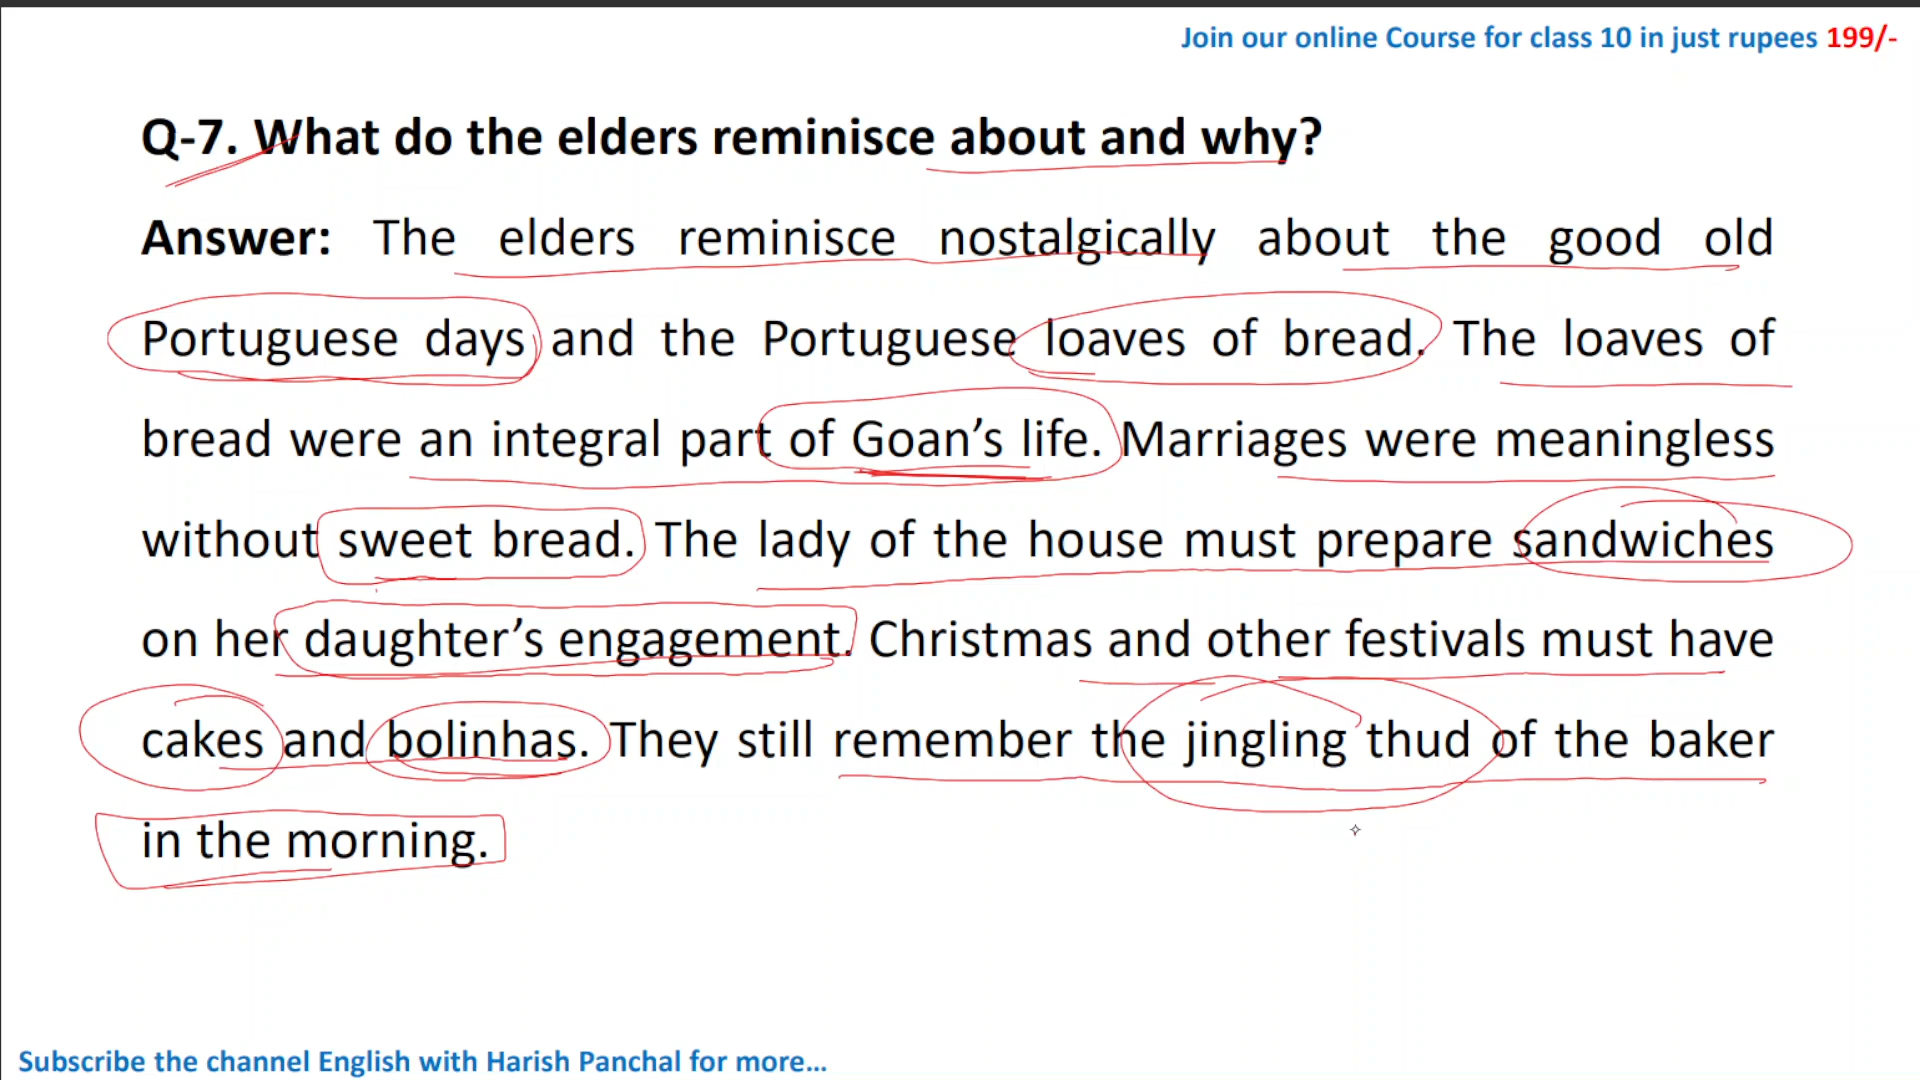 Join our online Course for class 10 in just rupees 199/-
Q-7. What do the elders reminisce about and why?
Answer: The elders reminisce nostalgically about the good old
Portuguese days and the Portuguese loaves of bread. The loaves of
bread were an integral part of Goan’s life. Marriages were meaningless
without sweet bread. The lady of the house must prepare sandwiches
on her daughter’s engagement. Christmas and other festivals must have
cakes and bolinhas. They still remember the jingling thud of the baker
in the morning.
Subscribe the channel English with Harish Panchal for more...